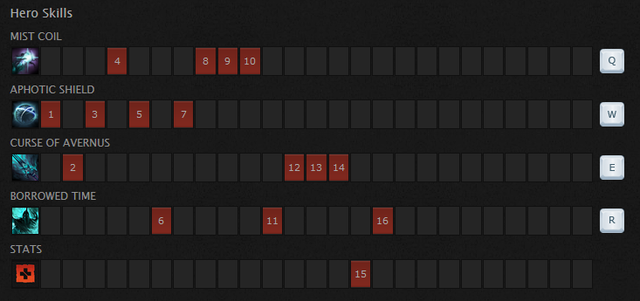 Hero Skills
MIST COIL
4 8 9 10 Q
APHOTIC SHIELD
1 3 5 7 W
CURSE OF AVERNUS
2 12 13 14 E
BORROWED TIME
6 11 16 R
STATS
15